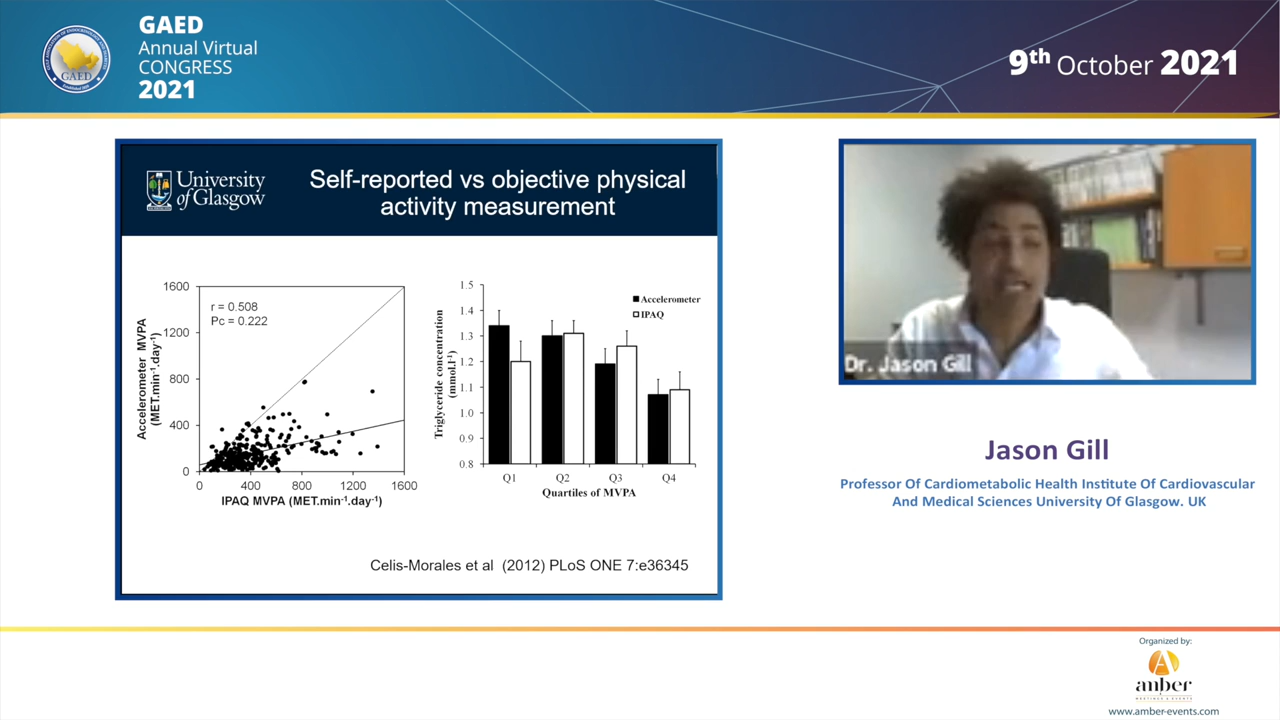 GAED
Annual Virtual
CONGRESS
2021
GAED
9th October 2021
University
of Glasgow
Self-reported vs objective physical
activity measurement
r = 0.508
Pc = 0.222
Accelerometer MVPA
(MET.min⁻¹.day⁻¹)
1600
1200
800
400
0
0 400 800 1200 1600
IPAQ MVPA (MET.min⁻¹.day⁻¹)
Triglyceride concentration
(mmol.l⁻¹)
1.5
1.4
1.3
1.2
1.1
1.0
0.9
0.8
Accelerometer
IPAQ
Q1 Q2 Q3 Q4
Quartiles of MVPA
Celis-Morales et al (2012) PLoS ONE 7:e36345
Dr. Jason Gill
Jason Gill
Professor Of Cardiometabolic Health Institute Of Cardiovascular
And Medical Sciences University Of Glasgow. UK
Organized by:
anber
MEETINGS & EVENTS
www.amber-events.com